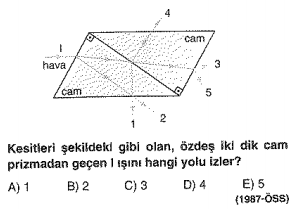 4
I
cam
hava
3
cam
5
1
2
Kesitleri şekildeki gibi olan, özdeş iki dik cam
prizmadan geçen I ışını hangi yolu izler?
A) 1 B) 2 C) 3 D) 4 E) 5
(1987-ÖSS)